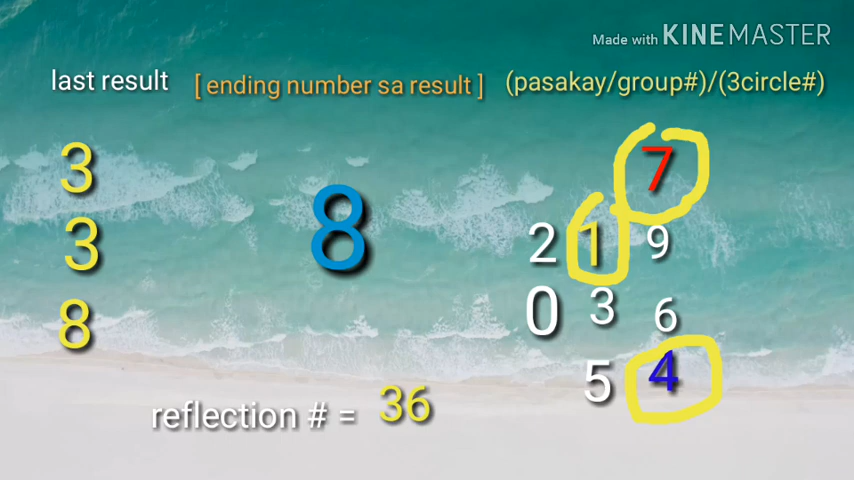 Made with KINEMASTER
last result [ ending number sa result ] (pasakay/group#)/(3circle#)
3
7
3
8
2 1 9
8
0 3 6
5 4
reflection # = 36